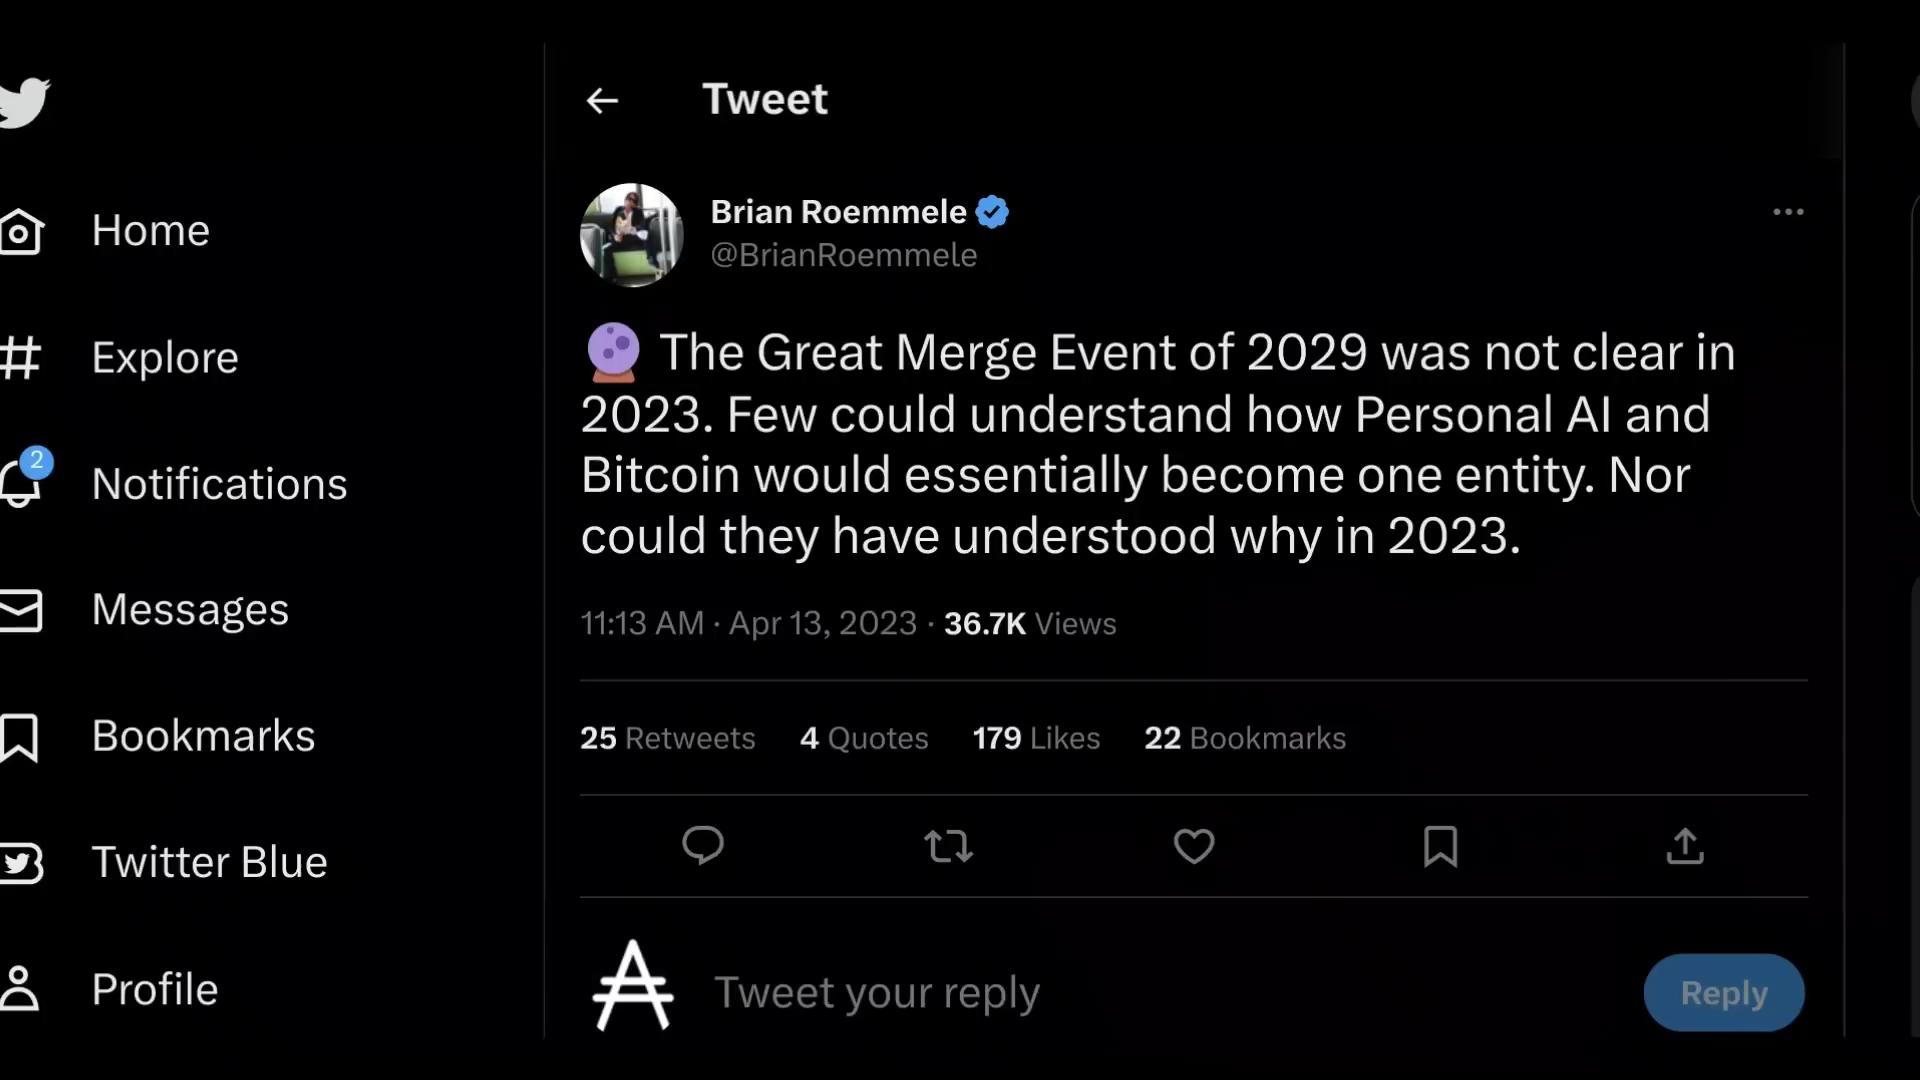 Tweet
Home
Explore
2
Notifications
Messages
Bookmarks
Twitter Blue
Profile
Brian Roemmele
@BrianRoemmele
The Great Merge Event of 2029 was not clear in
2023. Few could understand how Personal AI and
Bitcoin would essentially become one entity. Nor
could they have understood why in 2023.
11:13 AM · Apr 13, 2023 · 36.7K Views
25 Retweets 4 Quotes 179 Likes 22 Bookmarks
Tweet your reply
Reply